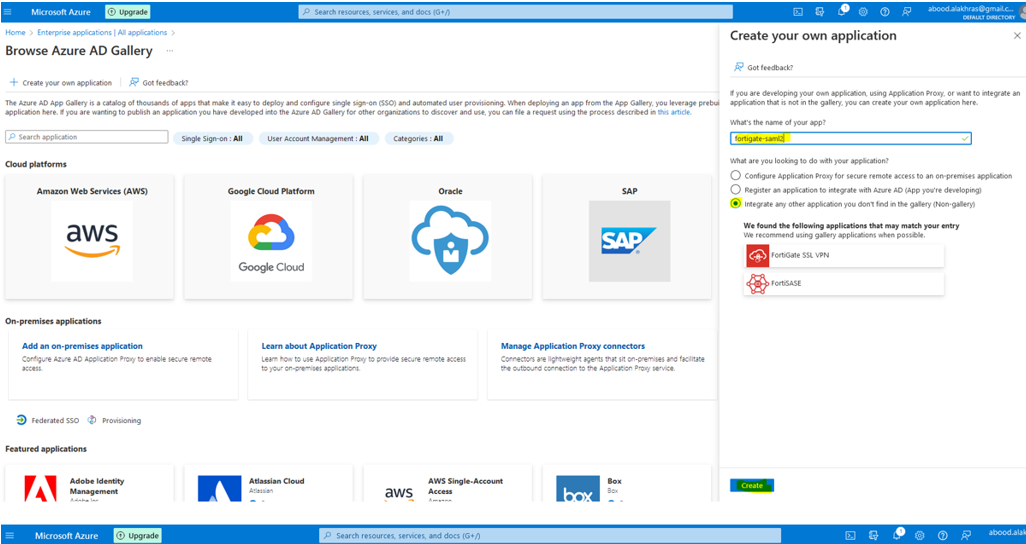 Microsoft Azure
Upgrade
Search resources, services, and docs (G+/)
1
abood.alakhras@gmail.c...
DEFAULT DIRECTORY
Home > Enterprise applications | All applications >
Browse Azure AD Gallery ...
+ Create your own application
Got feedback?
The Azure AD App Gallery is a catalog of thousands of apps that make it easy to deploy and configure single sign-on (SSO) and automated user provisioning. When deploying an app from the App Gallery, you leverage prebui
application here. If you are wanting to publish an application you have developed into the Azure AD Gallery for other organizations to discover and use, you can file a request using the process described in this article.
Search application
Single Sign-on : All
User Account Management : All
Categories : All
Cloud platforms
Amazon Web Services (AWS)
aws
Google Cloud Platform
Google Cloud
Oracle
SAP
SAP
On-premises applications
Add an on-premises application
Configure Azure AD Application Proxy to enable secure remote
access.
Learn about Application Proxy
Learn how to use Application Proxy to provide secure remote access
to your on-premises applications.
Manage Application Proxy connectors
Connectors are lightweight agents that sit on-premises and facilitate
the outbound connection to the Application Proxy service.
Federated SSO
Provisioning
Featured applications
Adobe Identity
Management
Adobe Inc.
Atlassian Cloud
Atlassian
aws
AWS Single-Account
Access
Amazon
box
Box
Box
Create your own application
Got feedback?
If you are developing your own application, using Application Proxy, or want to integrate an
application that is not in the gallery, you can create your own application here.
What's the name of your app?
fortigate-saml2
What are you looking to do with your application?
Configure Application Proxy for secure remote access to an on-premises application
Register an application to integrate with Azure AD (App you're developing)
Integrate any other application you don't find in the gallery (Non-gallery)
We found the following applications that may match your entry
We recommend using gallery applications when possible.
FortiGate SSL VPN
FortiSASE
Create
Microsoft Azure
Upgrade
Search resources, services, and docs (G+/)
1
abood.alak